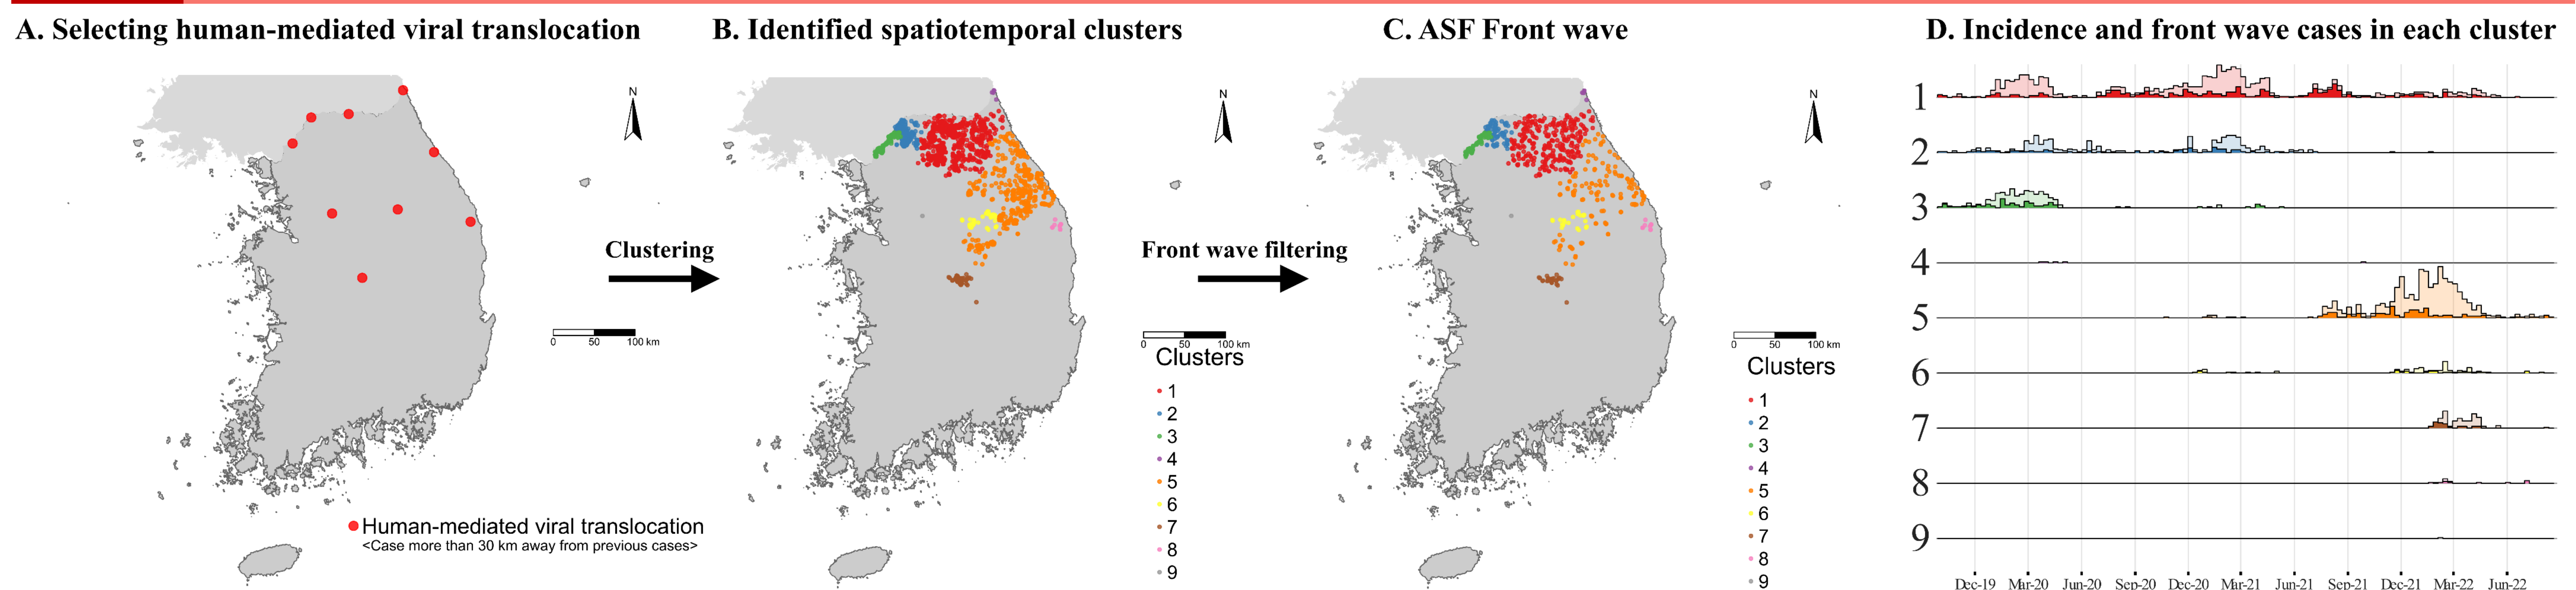 A. Selecting human-mediated viral translocation
B. Identified spatiotemporal clusters
C. ASF Front wave
D. Incidence and front wave cases in each cluster
N
0 50 100 km
Human-mediated viral translocation
<Case more than 30 km away from previous cases>
Clustering
N
0 50 100 km
Clusters
1
2
3
4
5
6
7
8
9
Front wave filtering
N
0 50 100 km
Clusters
1
2
3
4
5
6
7
8
9
1
2
3
4
5
6
7
8
9
Dec-19 Mar-20 Jun-20 Sep-20 Dec-20 Mar-21 Jun-21 Sep-21 Dec-21 Mar-22 Jun-22